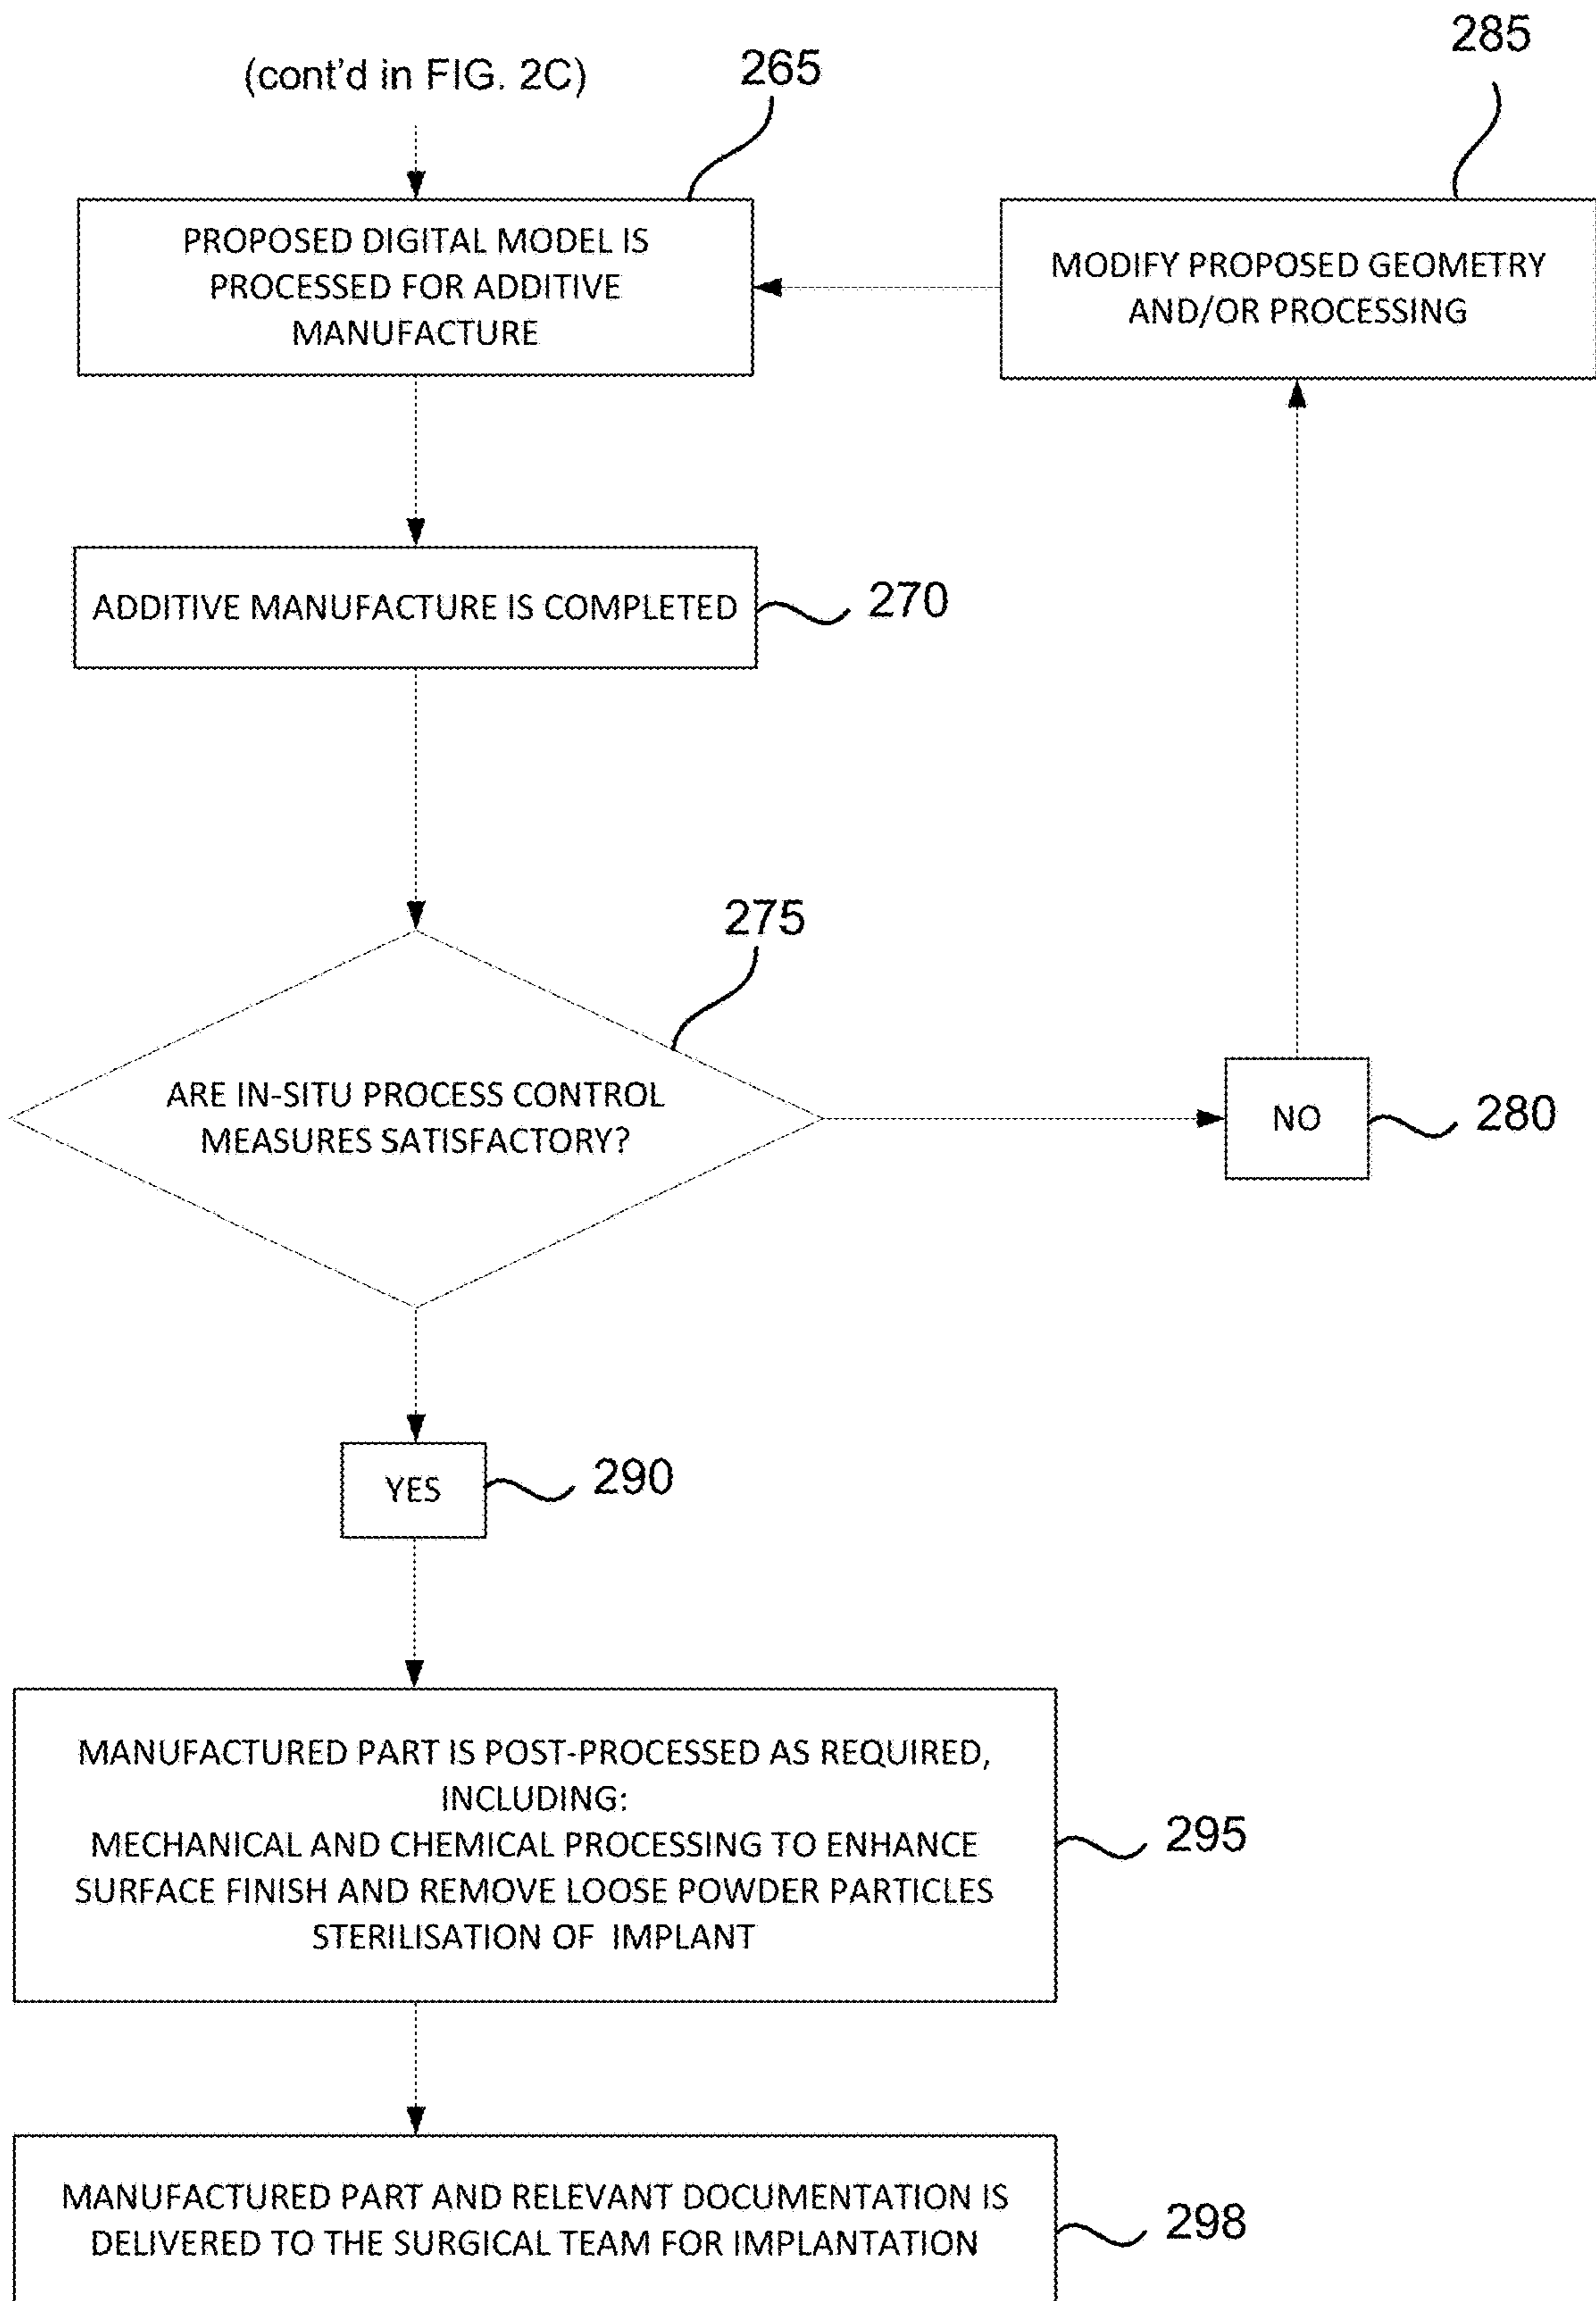 285
(cont'd in FIG. 2C)
265
PROPOSED DIGITAL MODEL IS
PROCESSED FOR ADDITIVE
MANUFACTURE
MODIFY PROPOSED GEOMETRY
AND/OR PROCESSING
ADDITIVE MANUFACTURE IS COMPLETED
270
275
ARE IN-SITU PROCESS CONTROL
MEASURES SATISFACTORY?
NO
280
YES
290
MANUFACTURED PART IS POST-PROCESSED AS REQUIRED,
INCLUDING:
MECHANICAL AND CHEMICAL PROCESSING TO ENHANCE
SURFACE FINISH AND REMOVE LOOSE POWDER PARTICLES
STERILISATION OF IMPLANT
295
MANUFACTURED PART AND RELEVANT DOCUMENTATION IS
DELIVERED TO THE SURGICAL TEAM FOR IMPLANTATION
298